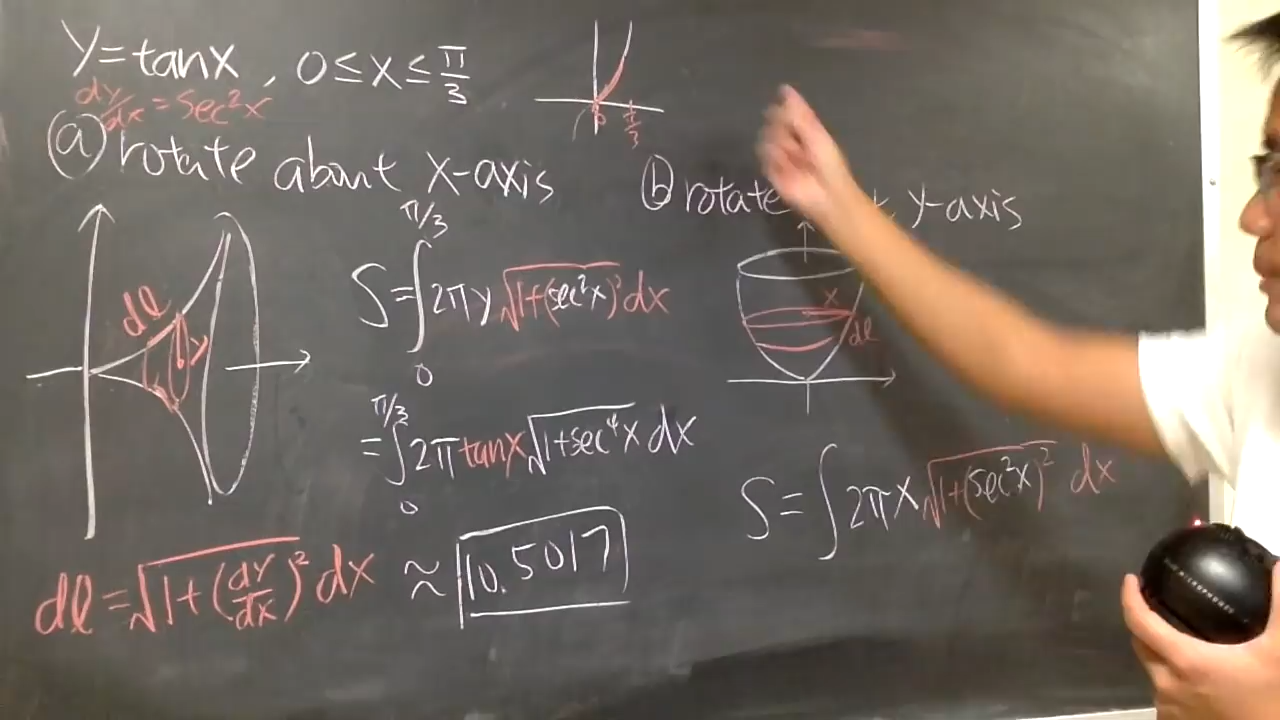 y=tanx, 0≤x≤π/3
dy/dx=sec²x
π/3
ⓐ rotate about x-axis
dl
y
S=∫₀^{π/3} 2πy√(1+(sec²x)²) dx
=∫₀^{π/3} 2π tanx√(1+sec⁴x) dx
≈ 10.5017
dl=√(1+(dy/dx)²) dx
ⓑ rotate y-axis
x
dl
S=∫2πx√(1+(sec²x)²) dx